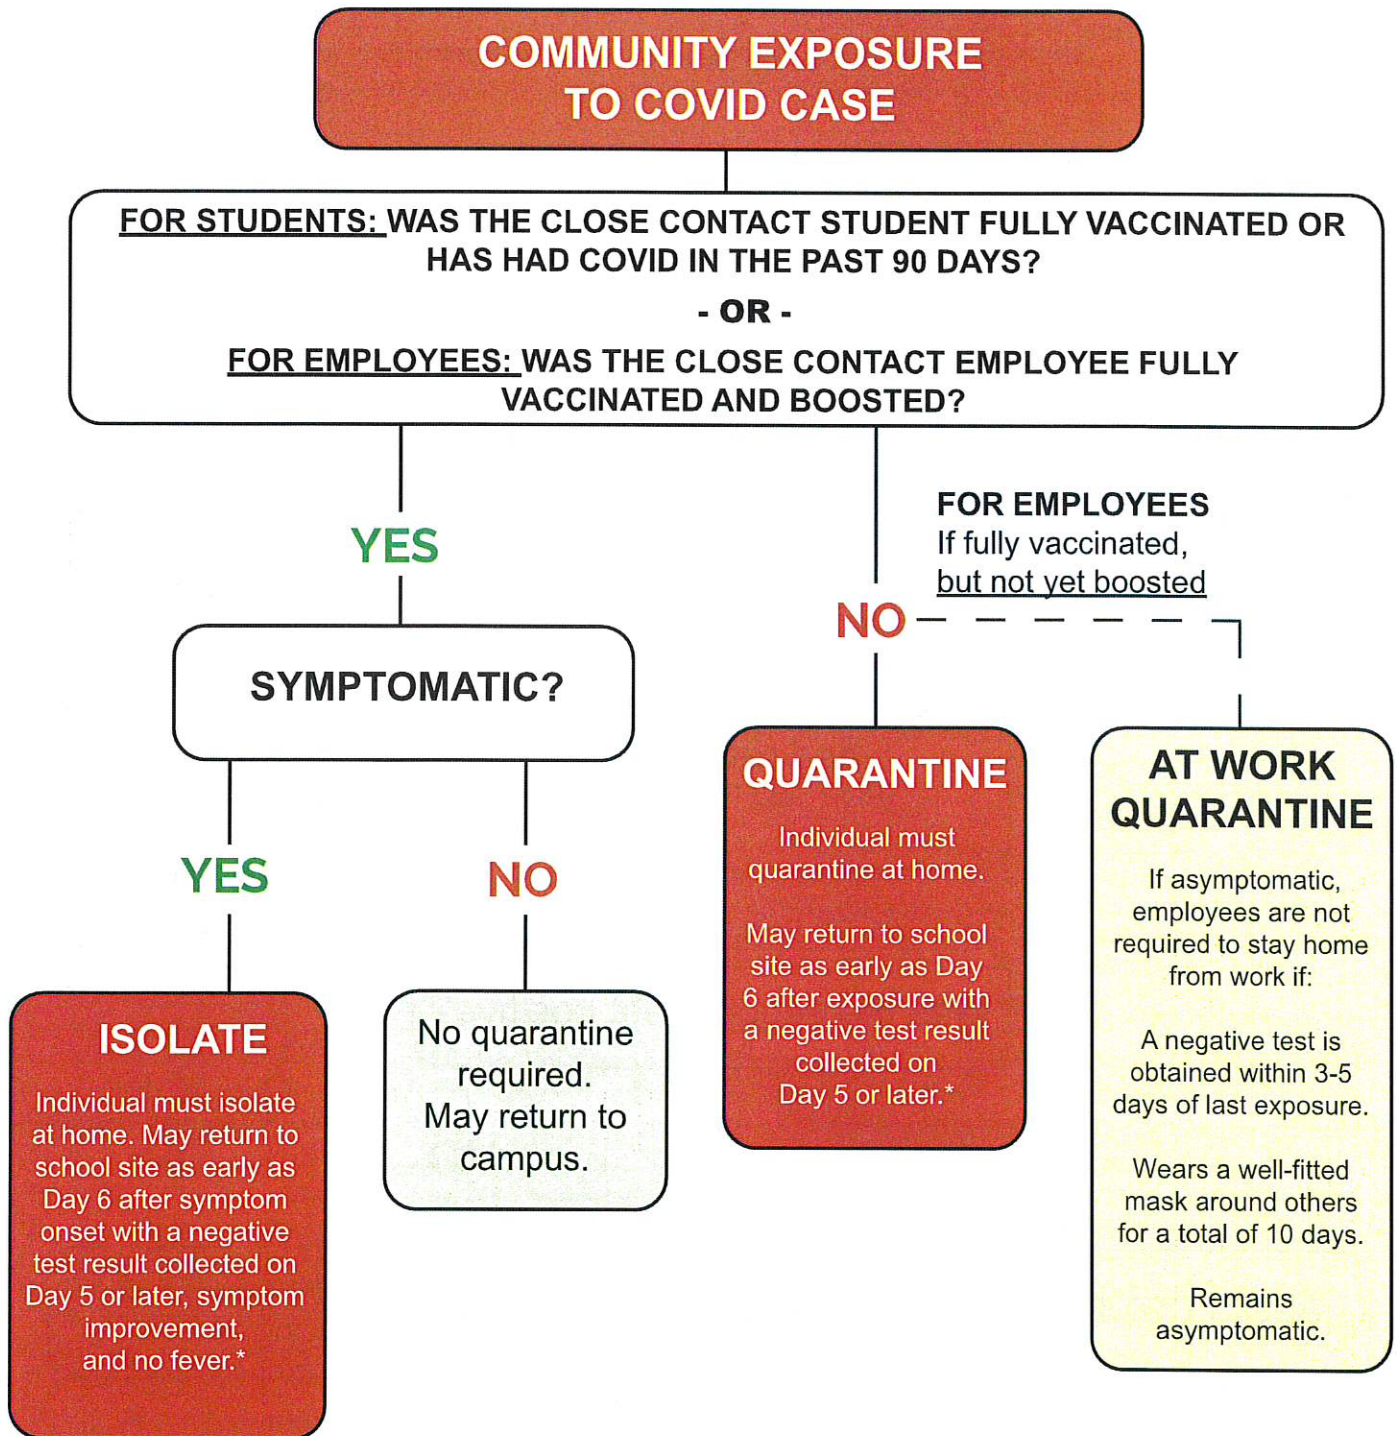 COMMUNITY EXPOSURE
TO COVID CASE
FOR STUDENTS: WAS THE CLOSE CONTACT STUDENT FULLY VACCINATED OR
HAS HAD COVID IN THE PAST 90 DAYS?
- OR -
FOR EMPLOYEES: WAS THE CLOSE CONTACT EMPLOYEE FULLY
VACCINATED AND BOOSTED?
YES
SYMPTOMATIC?
YES
ISOLATE
Individual must isolate
at home. May return to
school site as early as
Day 6 after symptom
onset with a negative
test result collected on
Day 5 or later, symptom
improvement,
and no fever.*
NO
No quarantine
required.
May return to
campus.
NO
QUARANTINE
Individual must
quarantine at home.
May return to school
site as early as Day
6 after exposure with
a negative test result
collected on
Day 5 or later.*
FOR EMPLOYEES
If fully vaccinated,
but not yet boosted
AT WORK
QUARANTINE
If asymptomatic,
employees are not
required to stay home
from work if:
A negative test is
obtained within 3-5
days of last exposure.
Wears a well-fitted
mask around others
for a total of 10 days.
Remains
asymptomatic.